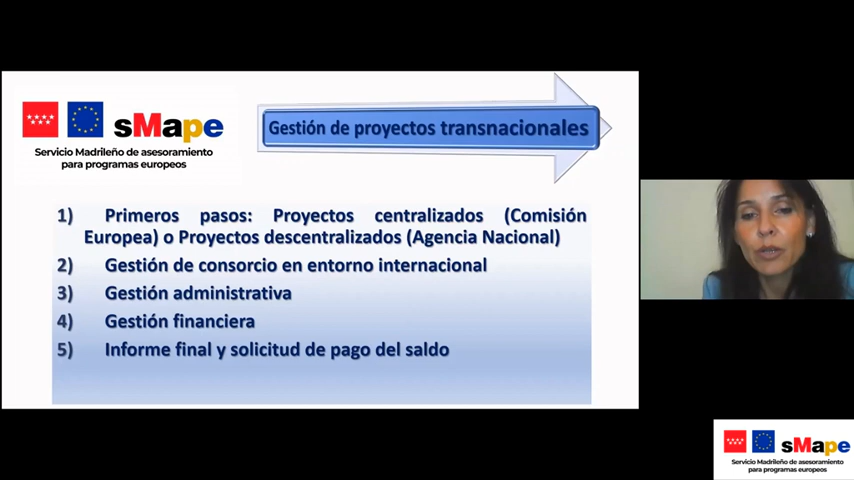 sMape
Servicio Madrileño de asesoramiento
para programas europeos
Gestión de proyectos transnacionales
1) Primeros pasos: Proyectos centralizados (Comisión
Europea) o Proyectos descentralizados (Agencia Nacional)
2) Gestión de consorcio en entorno internacional
3) Gestión administrativa
4) Gestión financiera
5) Informe final y solicitud de pago del saldo
sMape
Servicio Madrileño de asesoramiento
para programas europeos